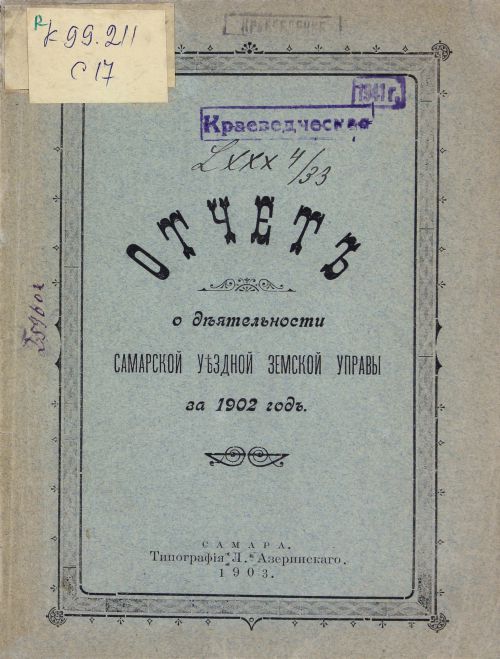 К 99.211
С 17
1941 г.
Краеведческая
LXXX 4/33
ОТЧЕТЪ
о дѣятельности
САМАРСКОЙ УѢЗДНОЙ ЗЕМСКОЙ УПРАВЫ
за 1902 годъ.
САМАРА.
Типографія Л. Азеринскаго.
1903.